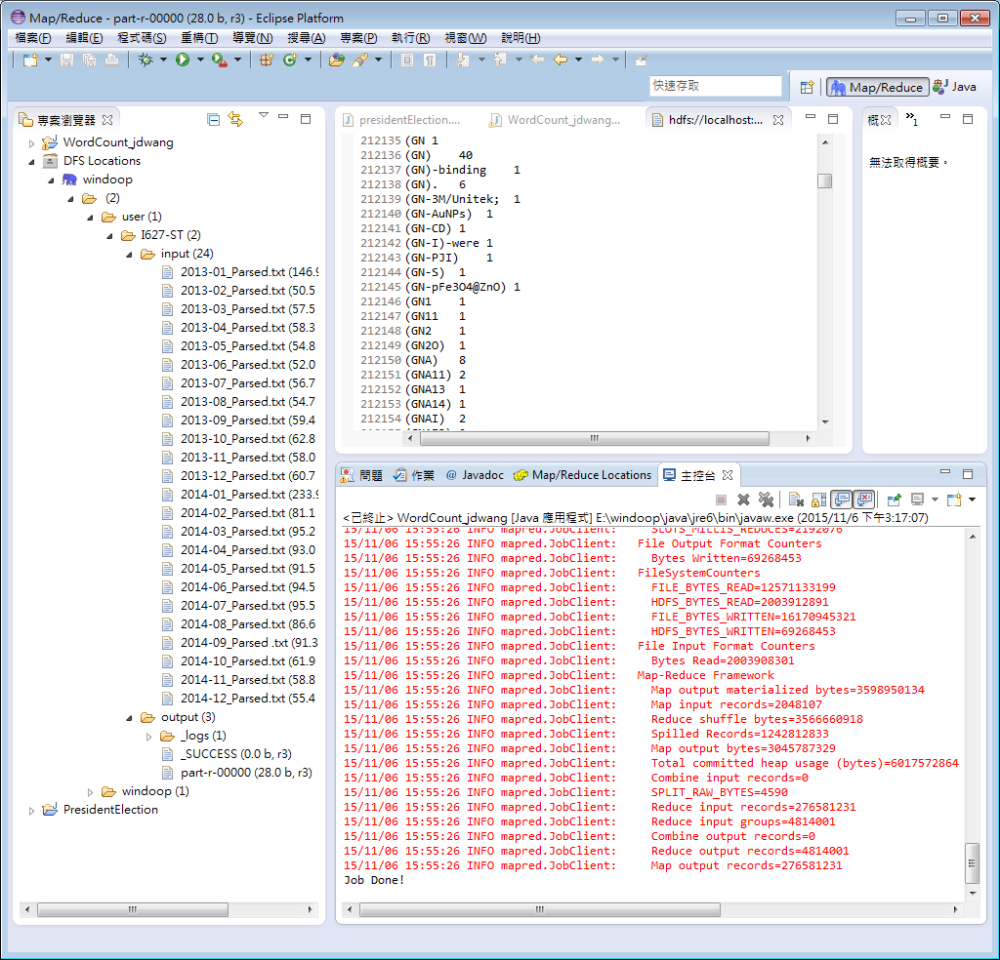 Map/Reduce - part-r-00000 (28.0 b, r3) - Eclipse Platform
檔案(F) 編輯(E) 程式碼(S) 重構(T) 導覽(N) 搜尋(A) 專案(P) 執行(R) 視窗(W) 說明(H)
快速存取
Map/Reduce
Java
專案瀏覽器
WordCount_jdwang
DFS Locations
windoop
(2)
user (1)
I627-ST (2)
input (24)
2013-01_Parsed.txt (146.9
2013-02_Parsed.txt (50.5
2013-03_Parsed.txt (57.5
2013-04_Parsed.txt (58.3
2013-05_Parsed.txt (54.8
2013-06_Parsed.txt (52.0
2013-07_Parsed.txt (56.7
2013-08_Parsed.txt (54.7
2013-09_Parsed.txt (59.4
2013-10_Parsed.txt (62.8
2013-11_Parsed.txt (58.0
2013-12_Parsed.txt (60.7
2014-01_Parsed.txt (233.9
2014-02_Parsed.txt (81.1
2014-03_Parsed.txt (95.2
2014-04_Parsed.txt (93.0
2014-05_Parsed.txt (91.5
2014-06_Parsed.txt (94.5
2014-07_Parsed.txt (95.5
2014-08_Parsed.txt (86.6
2014-09_Parsed .txt (91.3
2014-10_Parsed.txt (61.9
2014-11_Parsed.txt (58.8
2014-12_Parsed.txt (55.4
output (3)
_logs (1)
_SUCCESS (0.0 b, r3)
part-r-00000 (28.0 b, r3)
windoop (1)
PresidentElection
presidentElection.... WordCount_jdwang... hdfs://localhost:...
212135 (GN 1
212136 (GN) 40
212137 (GN)-binding 1
212138 (GN). 6
212139 (GN-3M/Unitek; 1
212140 (GN-AuNPs) 1
212141 (GN-CD) 1
212142 (GN-I)-were 1
212143 (GN-PJI) 1
212144 (GN-S) 1
212145 (GN-pFe3O4@ZnO) 1
212146 (GN1 1
212147 (GN11 1
212148 (GN2 1
212149 (GN2O) 1
212150 (GNA) 8
212151 (GNA11) 2
212152 (GNA13 1
212153 (GNA14) 1
212154 (GNAI) 2
概 1
無法取得概要。
問題 作業 @ Javadoc Map/Reduce Locations 主控台
<已終止> WordCount_jdwang [Java 應用程式] E:\windoop\java\jre6\bin\javaw.exe (2015/11/6 下午3:17:07)
15/11/06 15:55:26 INFO mapred.JobClient: SLOTS_MILLIS_REDUCES=2192076
15/11/06 15:55:26 INFO mapred.JobClient: File Output Format Counters
15/11/06 15:55:26 INFO mapred.JobClient: Bytes Written=69268453
15/11/06 15:55:26 INFO mapred.JobClient: FileSystemCounters
15/11/06 15:55:26 INFO mapred.JobClient: FILE_BYTES_READ=12571133199
15/11/06 15:55:26 INFO mapred.JobClient: HDFS_BYTES_READ=2003912891
15/11/06 15:55:26 INFO mapred.JobClient: FILE_BYTES_WRITTEN=16170945321
15/11/06 15:55:26 INFO mapred.JobClient: HDFS_BYTES_WRITTEN=69268453
15/11/06 15:55:26 INFO mapred.JobClient: File Input Format Counters
15/11/06 15:55:26 INFO mapred.JobClient: Bytes Read=2003908301
15/11/06 15:55:26 INFO mapred.JobClient: Map-Reduce Framework
15/11/06 15:55:26 INFO mapred.JobClient: Map output materialized bytes=3598950134
15/11/06 15:55:26 INFO mapred.JobClient: Map input records=2048107
15/11/06 15:55:26 INFO mapred.JobClient: Reduce shuffle bytes=3566660918
15/11/06 15:55:26 INFO mapred.JobClient: Spilled Records=1242812833
15/11/06 15:55:26 INFO mapred.JobClient: Map output bytes=3045787329
15/11/06 15:55:26 INFO mapred.JobClient: Total committed heap usage (bytes)=6017572864
15/11/06 15:55:26 INFO mapred.JobClient: Combine input records=0
15/11/06 15:55:26 INFO mapred.JobClient: SPLIT_RAW_BYTES=4590
15/11/06 15:55:26 INFO mapred.JobClient: Reduce input records=276581231
15/11/06 15:55:26 INFO mapred.JobClient: Reduce input groups=4814001
15/11/06 15:55:26 INFO mapred.JobClient: Combine output records=0
15/11/06 15:55:26 INFO mapred.JobClient: Reduce output records=4814001
15/11/06 15:55:26 INFO mapred.JobClient: Map output records=276581231
Job Done!